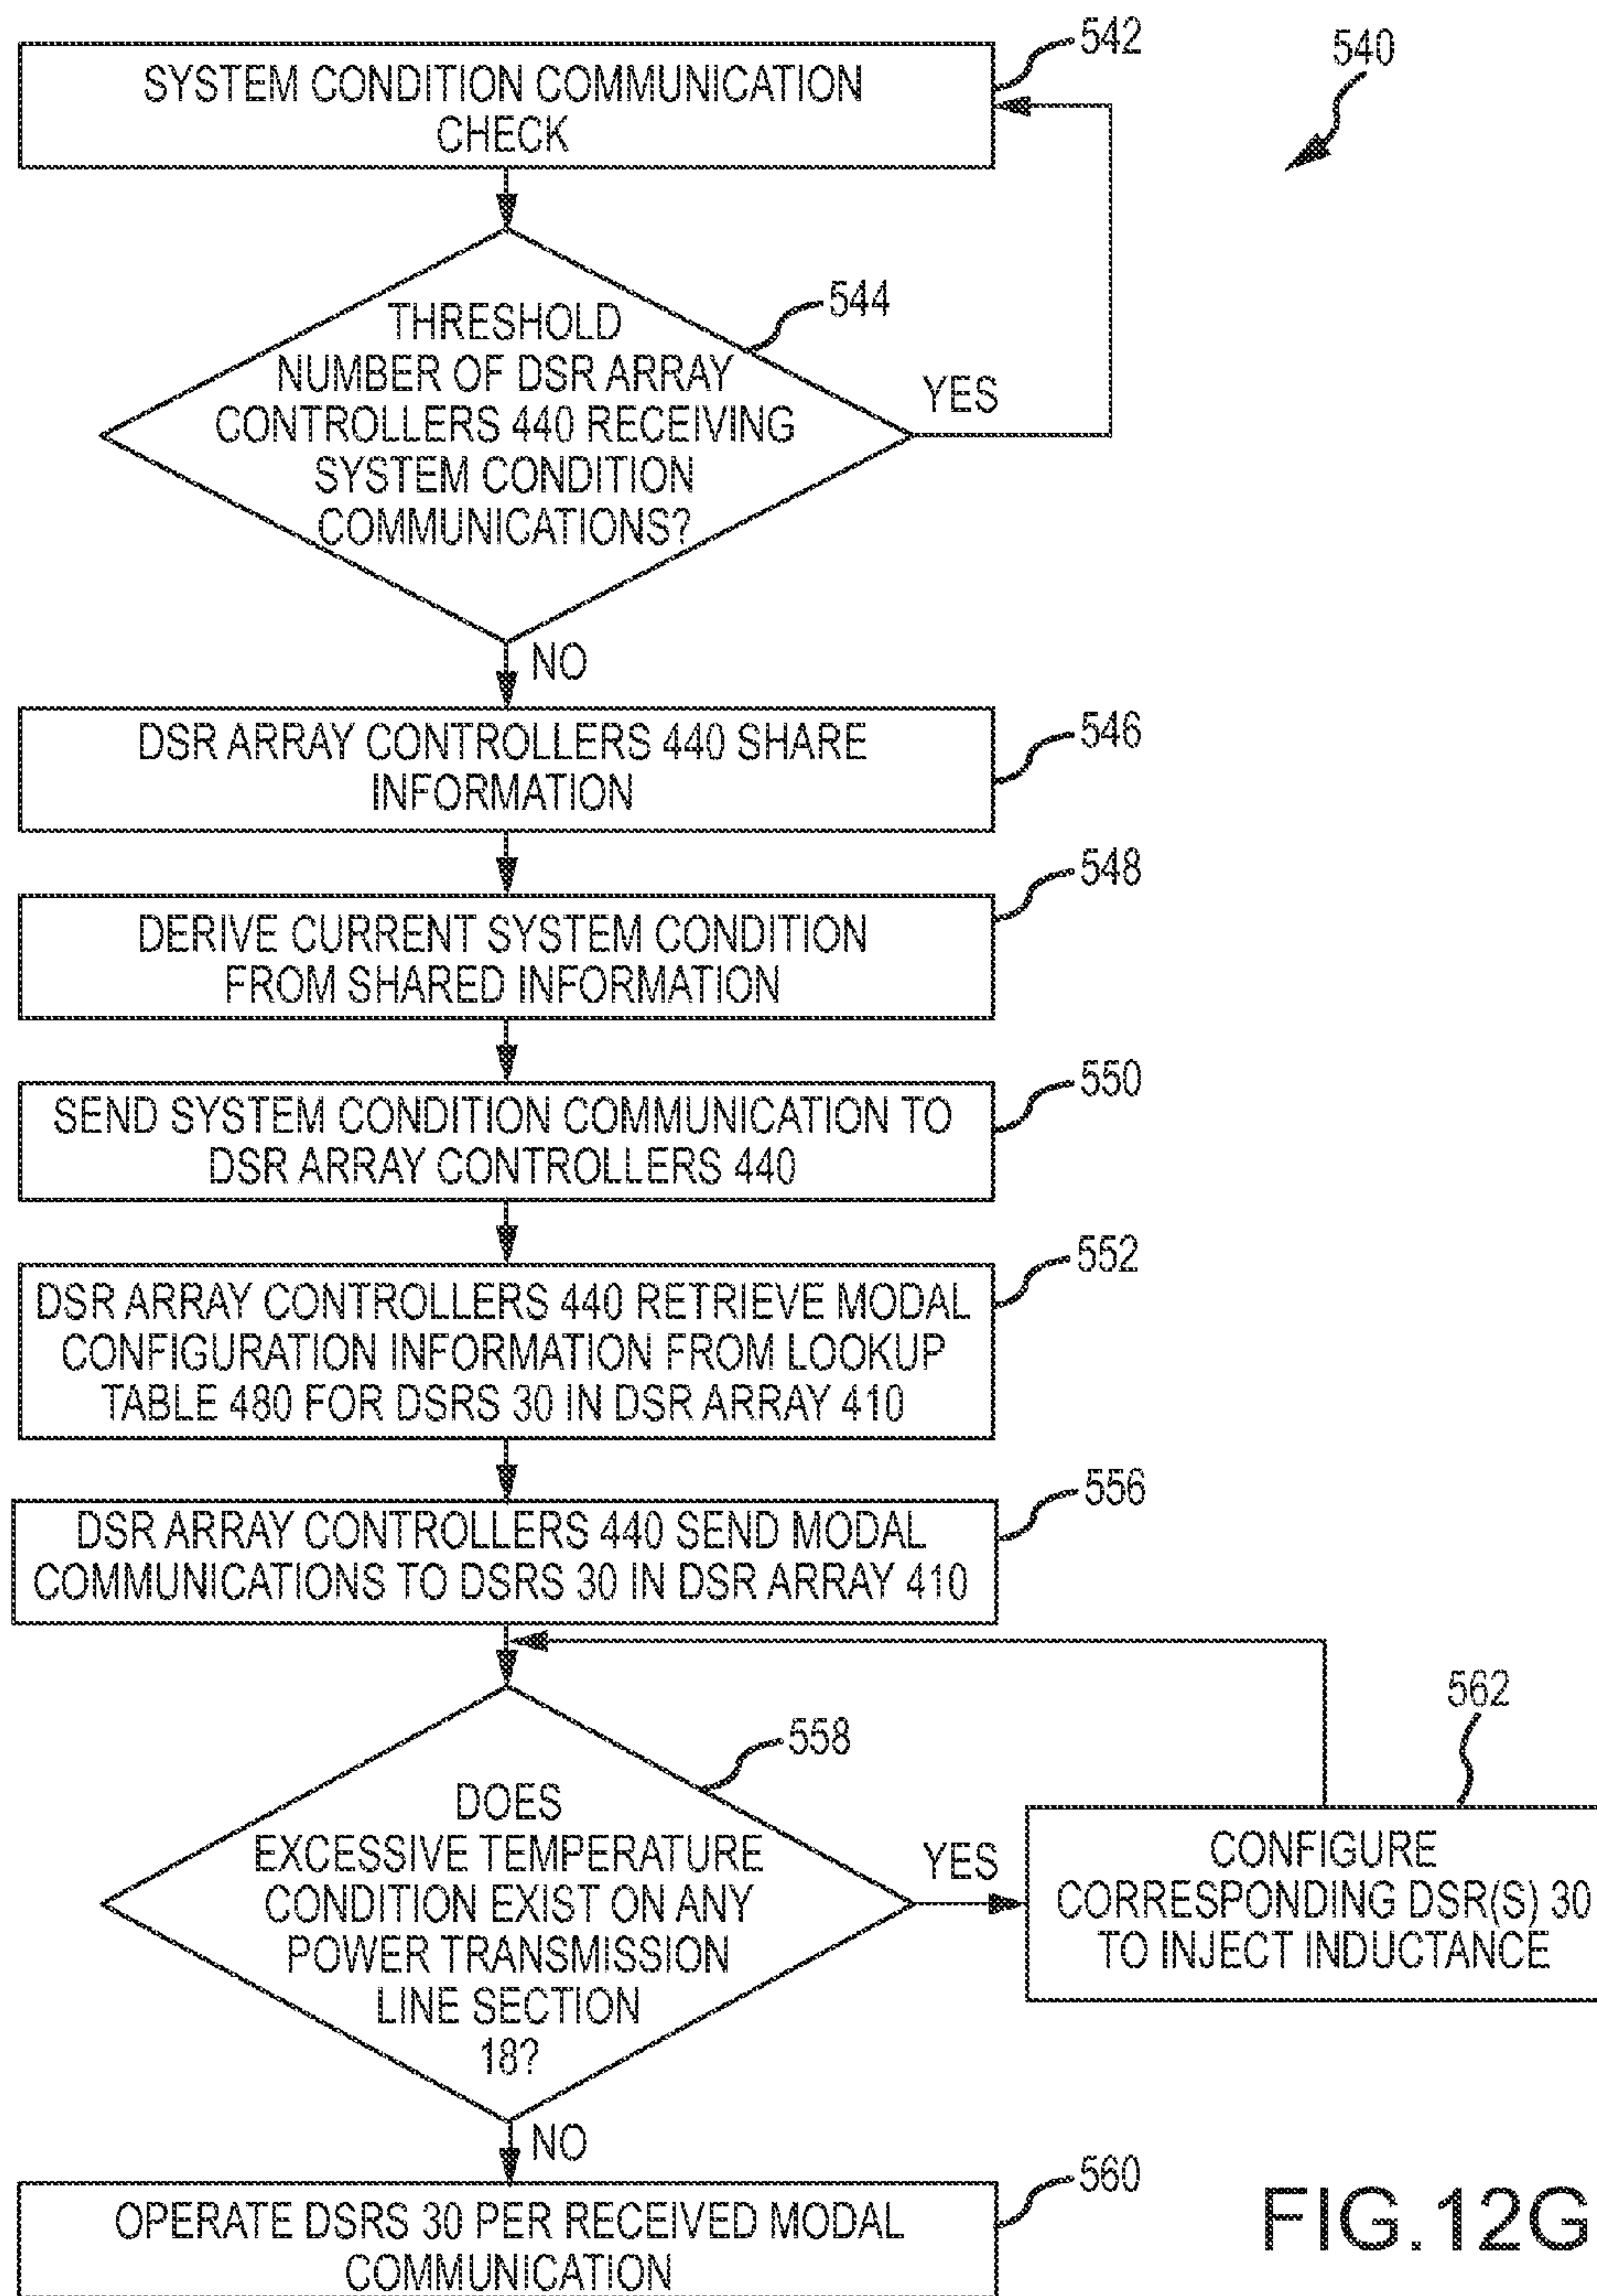 542
540
SYSTEM CONDITION COMMUNICATION
CHECK
544
THRESHOLD
NUMBER OF DSR ARRAY
CONTROLLERS 440 RECEIVING
SYSTEM CONDITION
COMMUNICATIONS?
YES
NO
546
DSR ARRAY CONTROLLERS 440 SHARE
INFORMATION
548
DERIVE CURRENT SYSTEM CONDITION
FROM SHARED INFORMATION
550
SEND SYSTEM CONDITION COMMUNICATION TO
DSR ARRAY CONTROLLERS 440
552
DSR ARRAY CONTROLLERS 440 RETRIEVE MODAL
CONFIGURATION INFORMATION FROM LOOKUP
TABLE 480 FOR DSRS 30 IN DSR ARRAY 410
556
DSR ARRAY CONTROLLERS 440 SEND MODAL
COMMUNICATIONS TO DSRS 30 IN DSR ARRAY 410
558
DOES
EXCESSIVE TEMPERATURE
CONDITION EXIST ON ANY
POWER TRANSMISSION
LINE SECTION
18?
YES
562
CONFIGURE
CORRESPONDING DSR(S) 30
TO INJECT INDUCTANCE
NO
560
OPERATE DSRS 30 PER RECEIVED MODAL
COMMUNICATION
FIG.12G